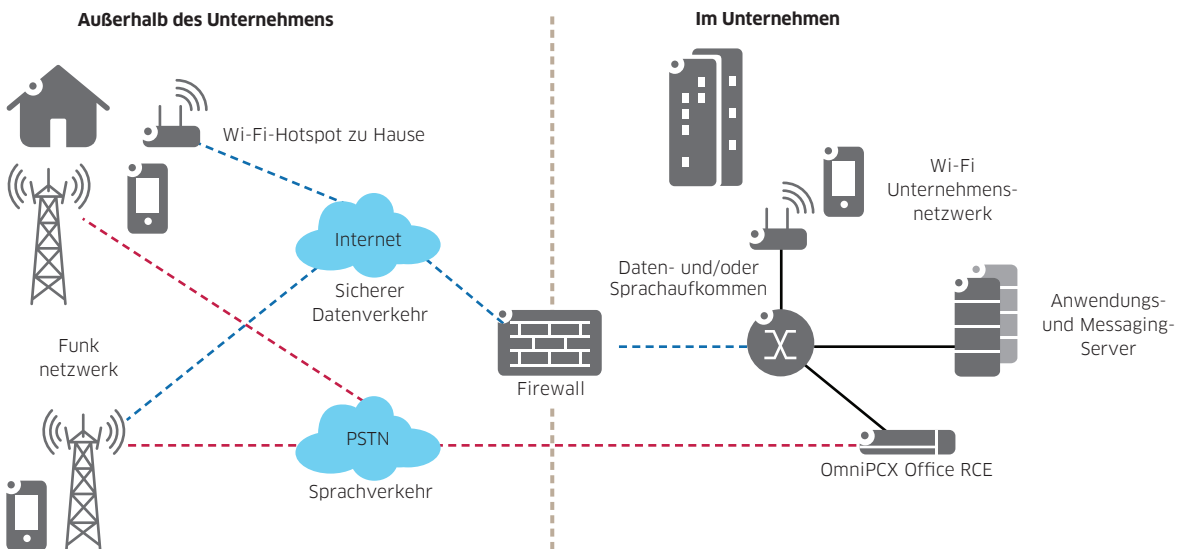 Außerhalb des Unternehmens
Im Unternehmen
Wi-Fi-Hotspot zu Hause
Wi-Fi
Unternehmens-
netzwerk
Internet
Sicherer
Datenverkehr
Daten- und/oder
Sprachaufkommen
Anwendungs-
und Messaging-
Server
Funk
netzwerk
Firewall
PSTN
Sprachverkehr
OmniPCX Office RCE